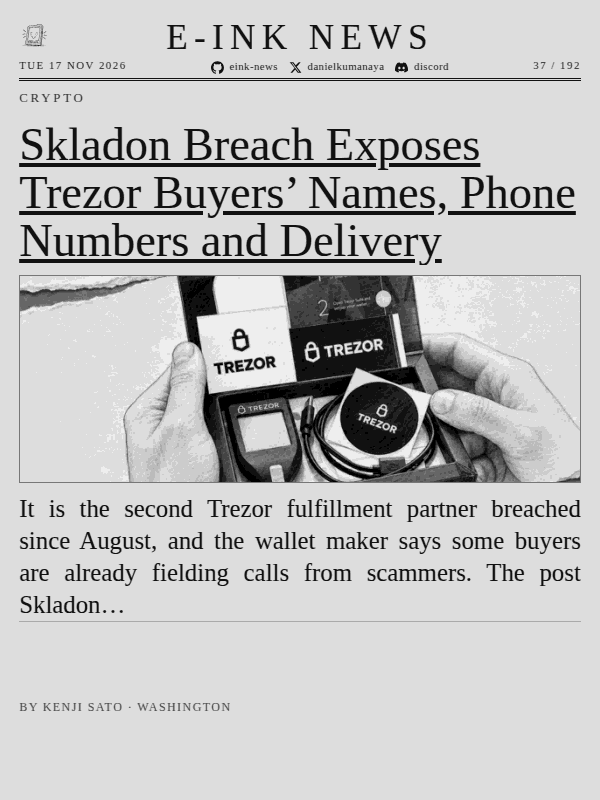 E-INK NEWS
TUE 17 NOV 2026
eink-news danielkumanaya discord
37 / 192
CRYPTO
Skladon Breach Exposes
Trezor Buyers’ Names, Phone
Numbers and Delivery
2
TREZOR
TREZOR
TREZOR
TREZOR
It is the second Trezor fulfillment partner breached
since August, and the wallet maker says some buyers
are already fielding calls from scammers. The post
Skladon…
BY KENJI SATO · WASHINGTON